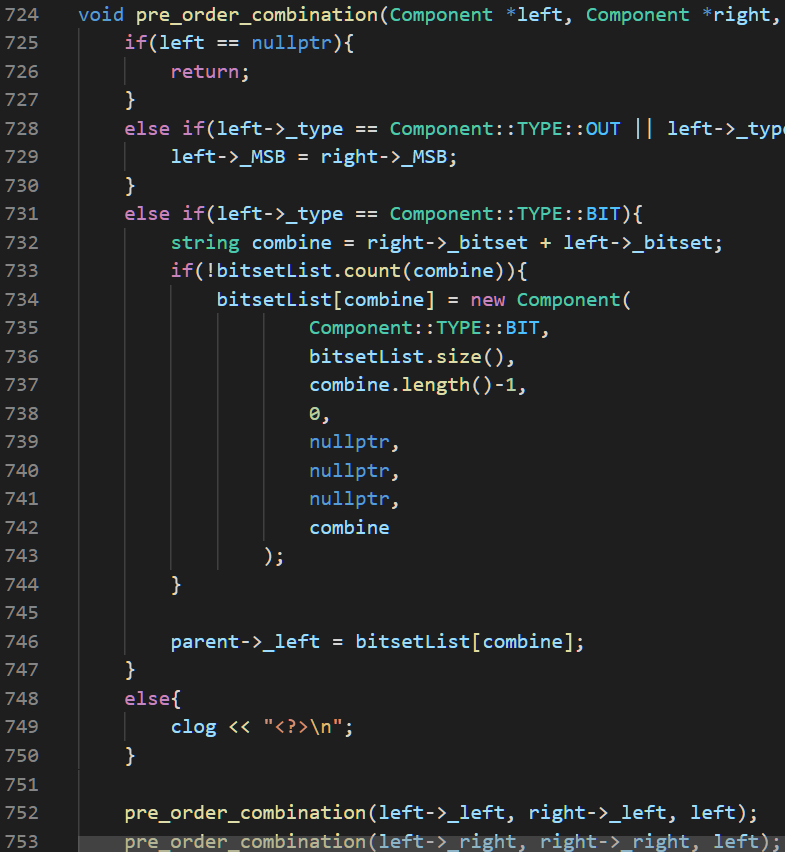 724 void pre_order_combination(Component *left, Component *right,
725 if(left == nullptr){
726 return;
727 }
728 else if(left->_type == Component::TYPE::OUT || left->_type
729 left->_MSB = right->_MSB;
730 }
731 else if(left->_type == Component::TYPE::BIT){
732 string combine = right->_bitset + left->_bitset;
733 if(!bitsetList.count(combine)){
734 bitsetList[combine] = new Component(
735 Component::TYPE::BIT,
736 bitsetList.size(),
737 combine.length()-1,
738 0,
739 nullptr,
740 nullptr,
741 nullptr,
742 combine
743 );
744 }
745
746 parent->_left = bitsetList[combine];
747 }
748 else{
749 clog << "<?>\n";
750 }
751
752 pre_order_combination(left->_left, right->_left, left);
753 pre_order_combination(left->_right, right->_right, left);